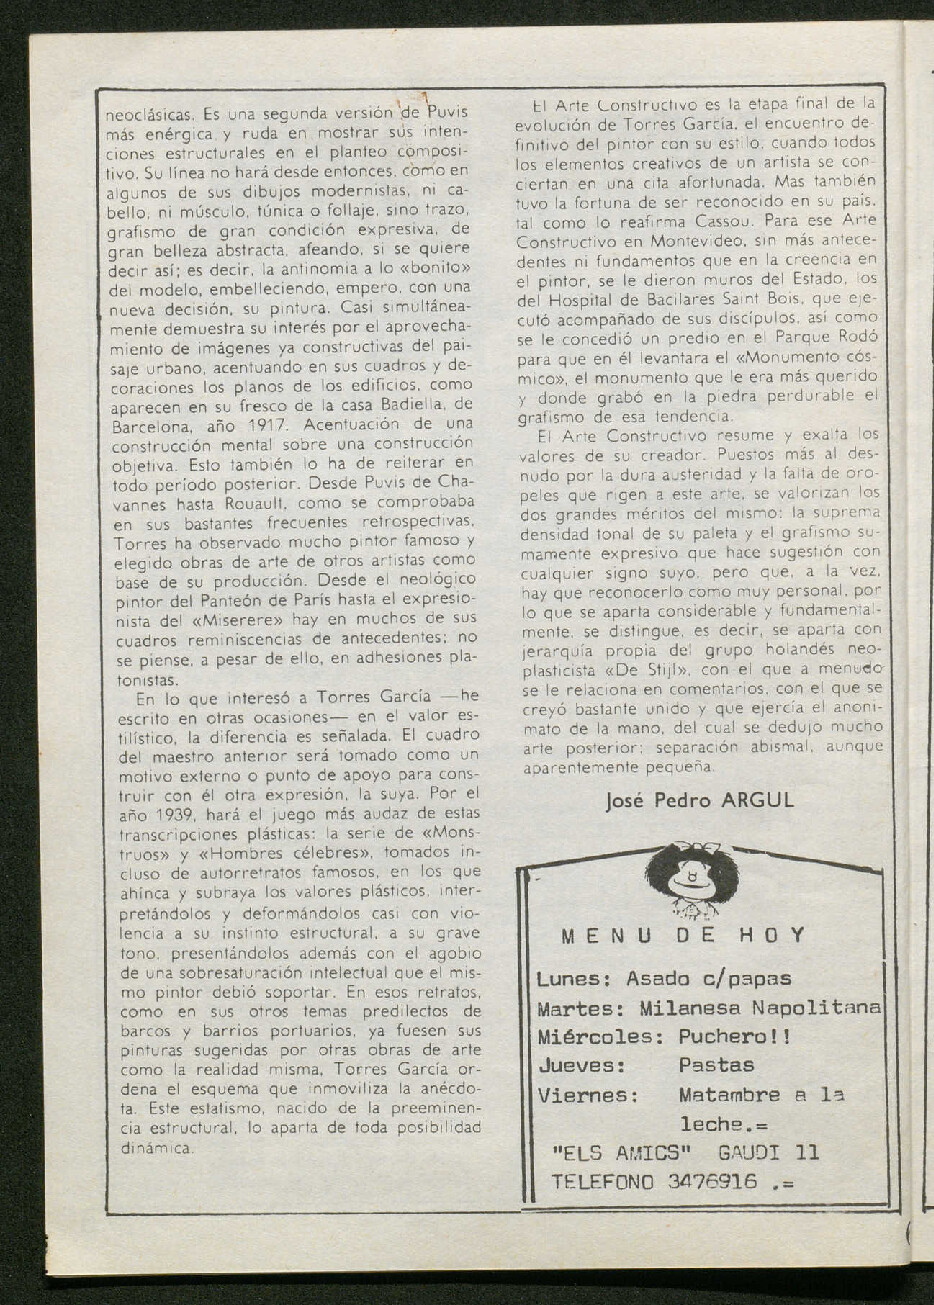 neoclásicas. Es una segunda versión de Puvis
más enérgica y ruda en mostrar sus inten-
ciones estructurales en el planteo composi-
tivo. Su línea no hará desde entonces, como en
algunos de sus dibujos modernistas, ni ca-
bello, ni músculo, túnica o follaje, sino trazo,
grafismo de gran condición expresiva, de
gran belleza abstracta, afeando, si se quiere
decir así; es decir, la antinomia a lo «bonito»
del modelo, embelleciendo, empero, con una
nueva decisión, su pintura. Casi simultánea-
mente demuestra su interés por el aprovecha-
miento de imágenes ya constructivas del pai-
saje urbano, acentuando en sus cuadros y de-
coraciones los planos de los edificios, como
aparecen en su fresco de la casa Badiella, de
Barcelona, año 1917. Acentuación de una
construcción mental sobre una construcción
objetiva. Esto también lo ha de reiterar en
todo período posterior. Desde Puvis de Cha-
vannes hasta Rouault, como se comprobaba
en sus bastantes frecuentes retrospectivas,
Torres ha observado mucho pintor famoso y
elegido obras de arte de otros artistas como
base de su producción. Desde el neológico
pintor del Panteón de París hasta el expresio-
nista del «Miserere» hay en muchos de sus
cuadros reminiscencias de antecedentes; no
se piense, a pesar de ello, en adhesiones pla-
tonistas.
En lo que interesó a Torres García —he
escrito en otras ocasiones— en el valor es-
tilístico, la diferencia es señalada. El cuadro
del maestro anterior será tomado como un
motivo externo o punto de apoyo para cons-
truir con él otra expresión, la suya. Por el
año 1939, hará el juego más audaz de estas
transcripciones plásticas: la serie de «Mons-
truos» y «Hombres célebres», tomados in-
cluso de autorretratos famosos, en los que
ahínca y subraya los valores plásticos, inter-
pretándolos y deformándolos casi con vio-
lencia a su instinto estructural, a su grave
tono, presentándolos además con el agobio
de una sobresaturación intelectual que el mis-
mo pintor debió soportar. En esos retratos,
como en sus otros temas predilectos de
barcos y barrios portuarios, ya fuesen sus
pinturas sugeridas por otras obras de arte
como la realidad misma, Torres García or-
dena el esquema que inmoviliza la anécdo-
ta. Este estatismo, nacido de la preeminen-
cia estructural, lo aparta de toda posibilidad
dinámica.
El Arte Constructivo es la etapa final de la
evolución de Torres García, el encuentro de-
finitivo del pintor con su estilo, cuando todos
los elementos creativos de un artista se con-
ciertan en una cita afortunada. Mas también
tuvo la fortuna de ser reconocido en su país,
tal como lo reafirma Cassou. Para ese Arte
Constructivo en Montevideo, sin más antece-
dentes ni fundamentos que en la creencia en
el pintor, se le dieron muros del Estado, los
del Hospital de Bacilares Saint Bois, que eje-
cutó acompañado de sus discípulos, así como
se le concedió un predio en el Parque Rodó
para que en él levantara el «Monumento cós-
mico», el monumento que le era más querido
y donde grabó en la piedra perdurable el
grafismo de esa tendencia.
El Arte Constructivo resume y exalta los
valores de su creador. Puestos más al des-
nudo por la dura austeridad y la falta de oro-
peles que rigen a este arte, se valorizan los
dos grandes méritos del mismo: la suprema
densidad tonal de su paleta y el grafismo su-
mamente expresivo que hace sugestión con
cualquier signo suyo, pero que, a la vez,
hay que reconocerlo como muy personal, por
lo que se aparta considerable y fundamental-
mente, se distingue, es decir, se aparta con
jerarquía propia del grupo holandés neo-
plasticista «De Stijl», con el que a menudo
se le relaciona en comentarios, con el que se
creyó bastante unido y que ejercía el anoni-
mato de la mano, del cual se dedujo mucho
arte posterior; separación abismal, aunque
aparentemente pequeña.
José Pedro ARGUL
MENU DE HOY
Lunes: Asado c/papas
Martes: Milanesa Napolitana
Miércoles: Puchero!!
Jueves: Pastas
Viernes: Matambre a la
leche.=
"ELS AMICS" GAUDI 11
TELEFONO 3476916 .=